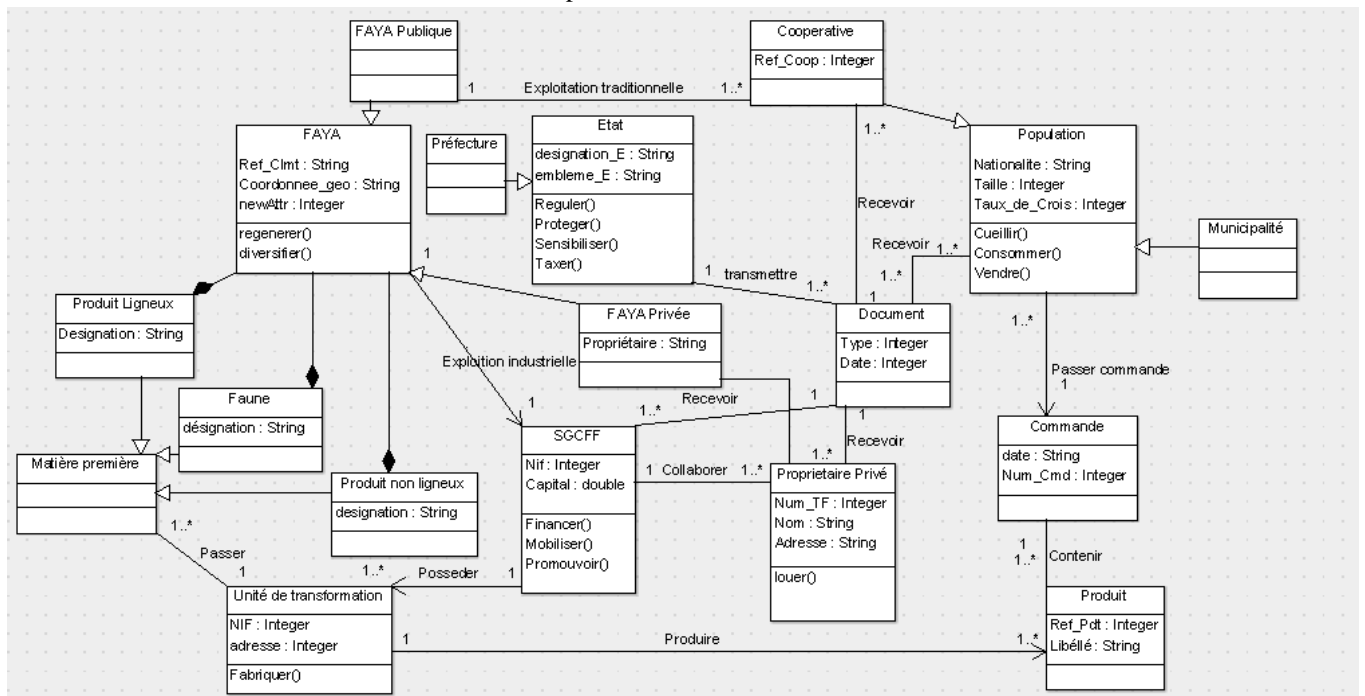 FAYA Publique
Cooperative
Ref_Coop : Integer
1
Exploitation traditionnelle
1..*
FAYA
Ref_Clmt : String
Coordonnee_geo : String
newAttr : Integer
regenerer()
diversifier()
Préfecture
Etat
designation_E : String
embleme_E : String
Reguler()
Proteger()
Sensibiliser()
Taxer()
1..*
Population
Nationalite : String
Taille : Integer
Taux_de_Crois : Integer
Cueillir()
Consommer()
Vendre()
Municipalité
Recevoir
Recevoir
1..*
1
1
transmettre
1..*
1
Produit Ligneux
Designation : String
FAYA Privée
Propriétaire : String
Document
Type : Integer
Date : Integer
1..*
Exploition industrielle
Passer commande
1
Faune
désignation : String
Recevoir
1
1
1..*
1
SGCFF
Nif : Integer
Capital : double
Financer()
Mobiliser()
Promouvoir()
Recevoir
1..*
Commande
date : String
Num_Cmd : Integer
Matière première
Produit non ligneux
designation : String
1
Collaborer
1..*
Proprietaire Privé
Num_TF : Integer
Nom : String
Adresse : String
louer()
1..*
Passer
1
1..*
Posseder
1
1
1..*
Contenir
Unité de transformation
NIF : Integer
adresse : Integer
Fabriquer()
1
Produire
1..*
Produit
Ref_Pdt : Integer
Libéllé : String